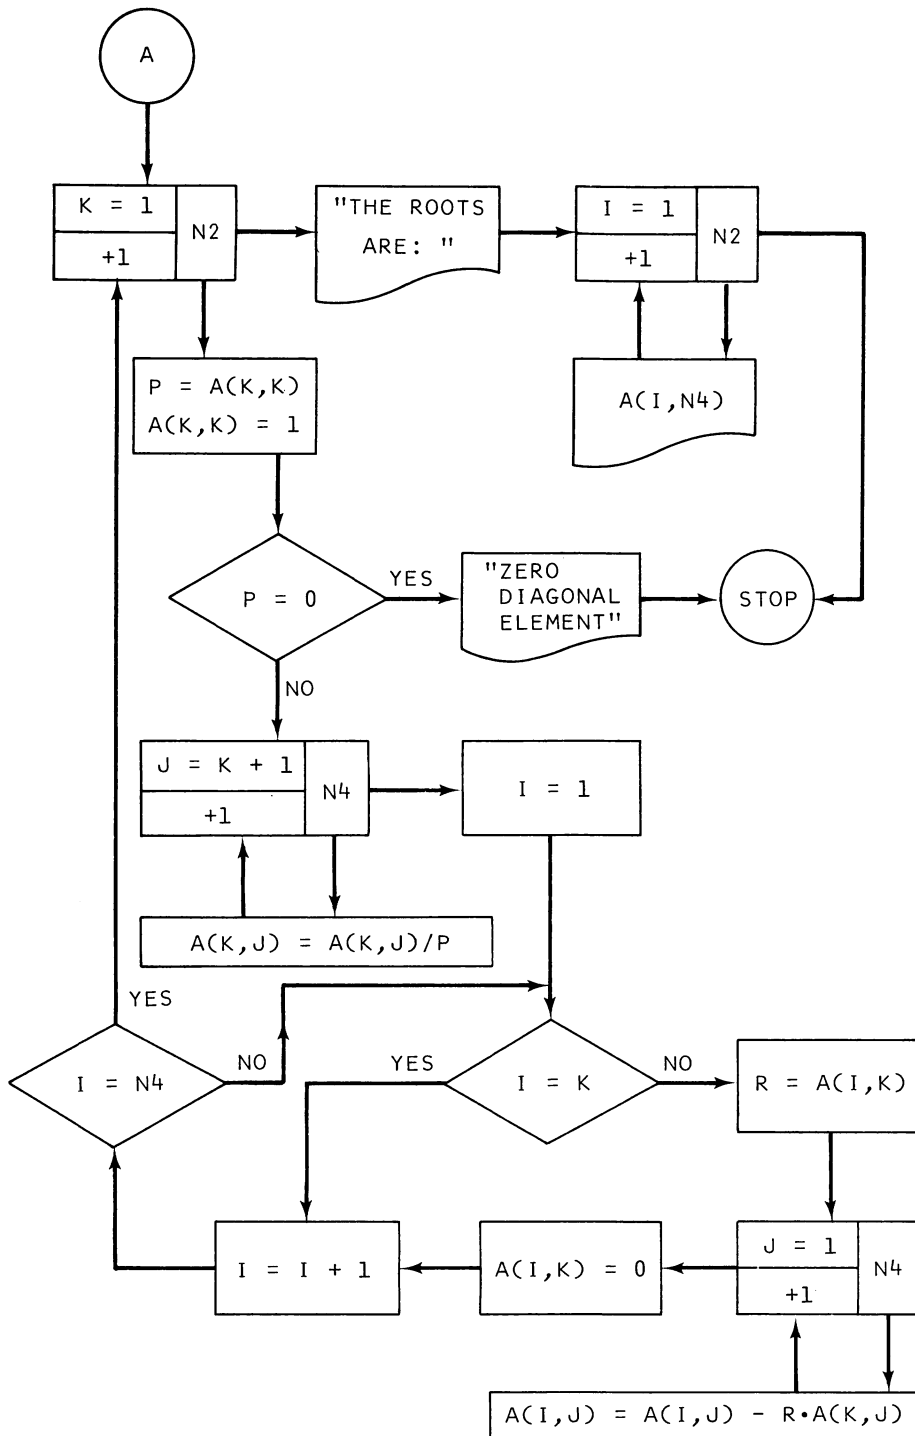 A
K = 1
+1
N2
"THE ROOTS
ARE: "
I = 1
+1
N2
P = A(K,K)
A(K,K) = 1
A(I,N4)
P = 0
YES
"ZERO
DIAGONAL
ELEMENT"
STOP
NO
J = K + 1
+1
N4
I = 1
A(K,J) = A(K,J)/P
YES
I = N4
NO
YES
I = K
NO
R = A(I,K)
I = I + 1
A(I,K) = 0
J = 1
+1
N4
A(I,J) = A(I,J) - R•A(K,J)